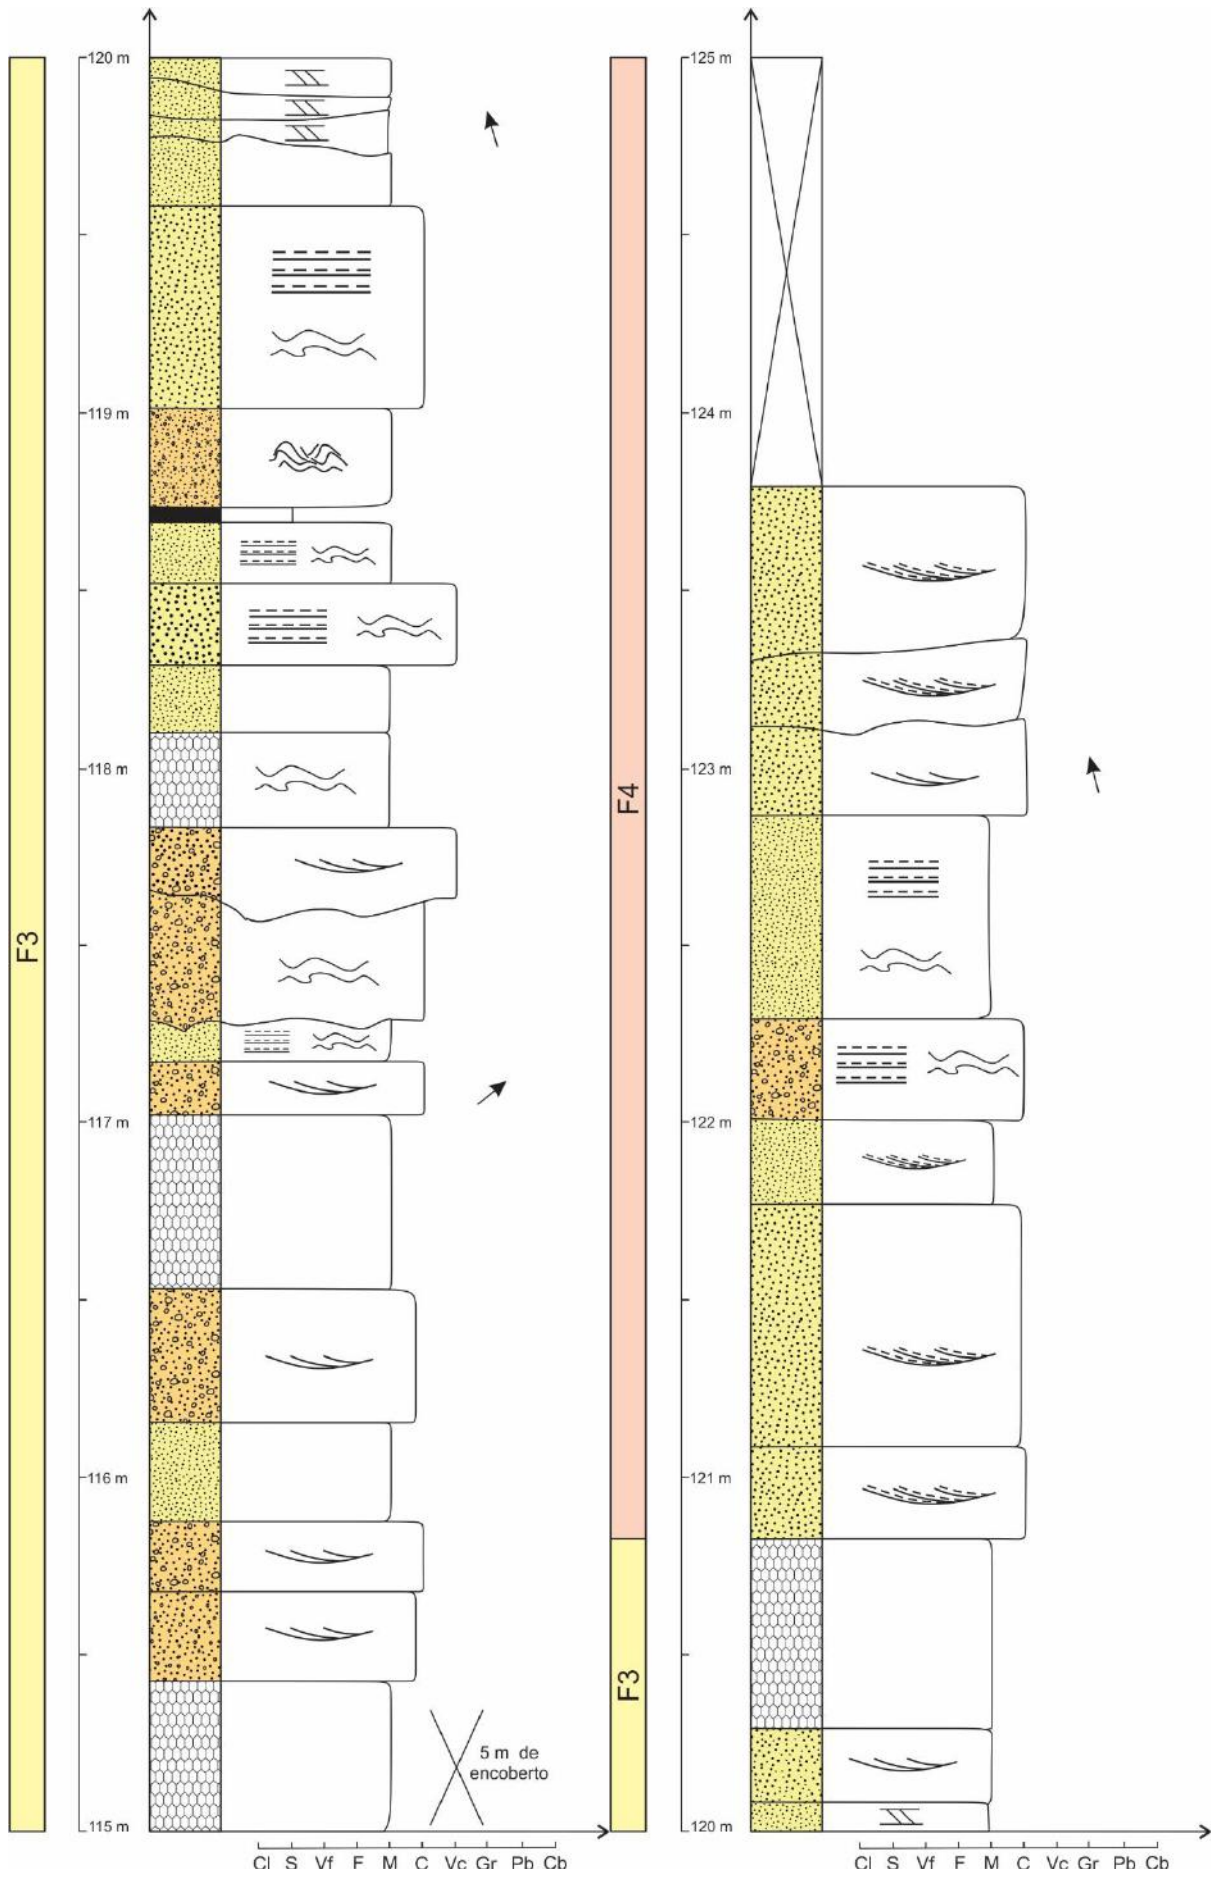 120 m
119 m
118 m
117 m
116 m
115 m
F3
5 m de
encoberto
Cl S Vf F M C Vc Gr Pb Cb
125 m
124 m
123 m
122 m
121 m
120 m
F4
F3
Cl S Vf F M C Vc Gr Pb Cb